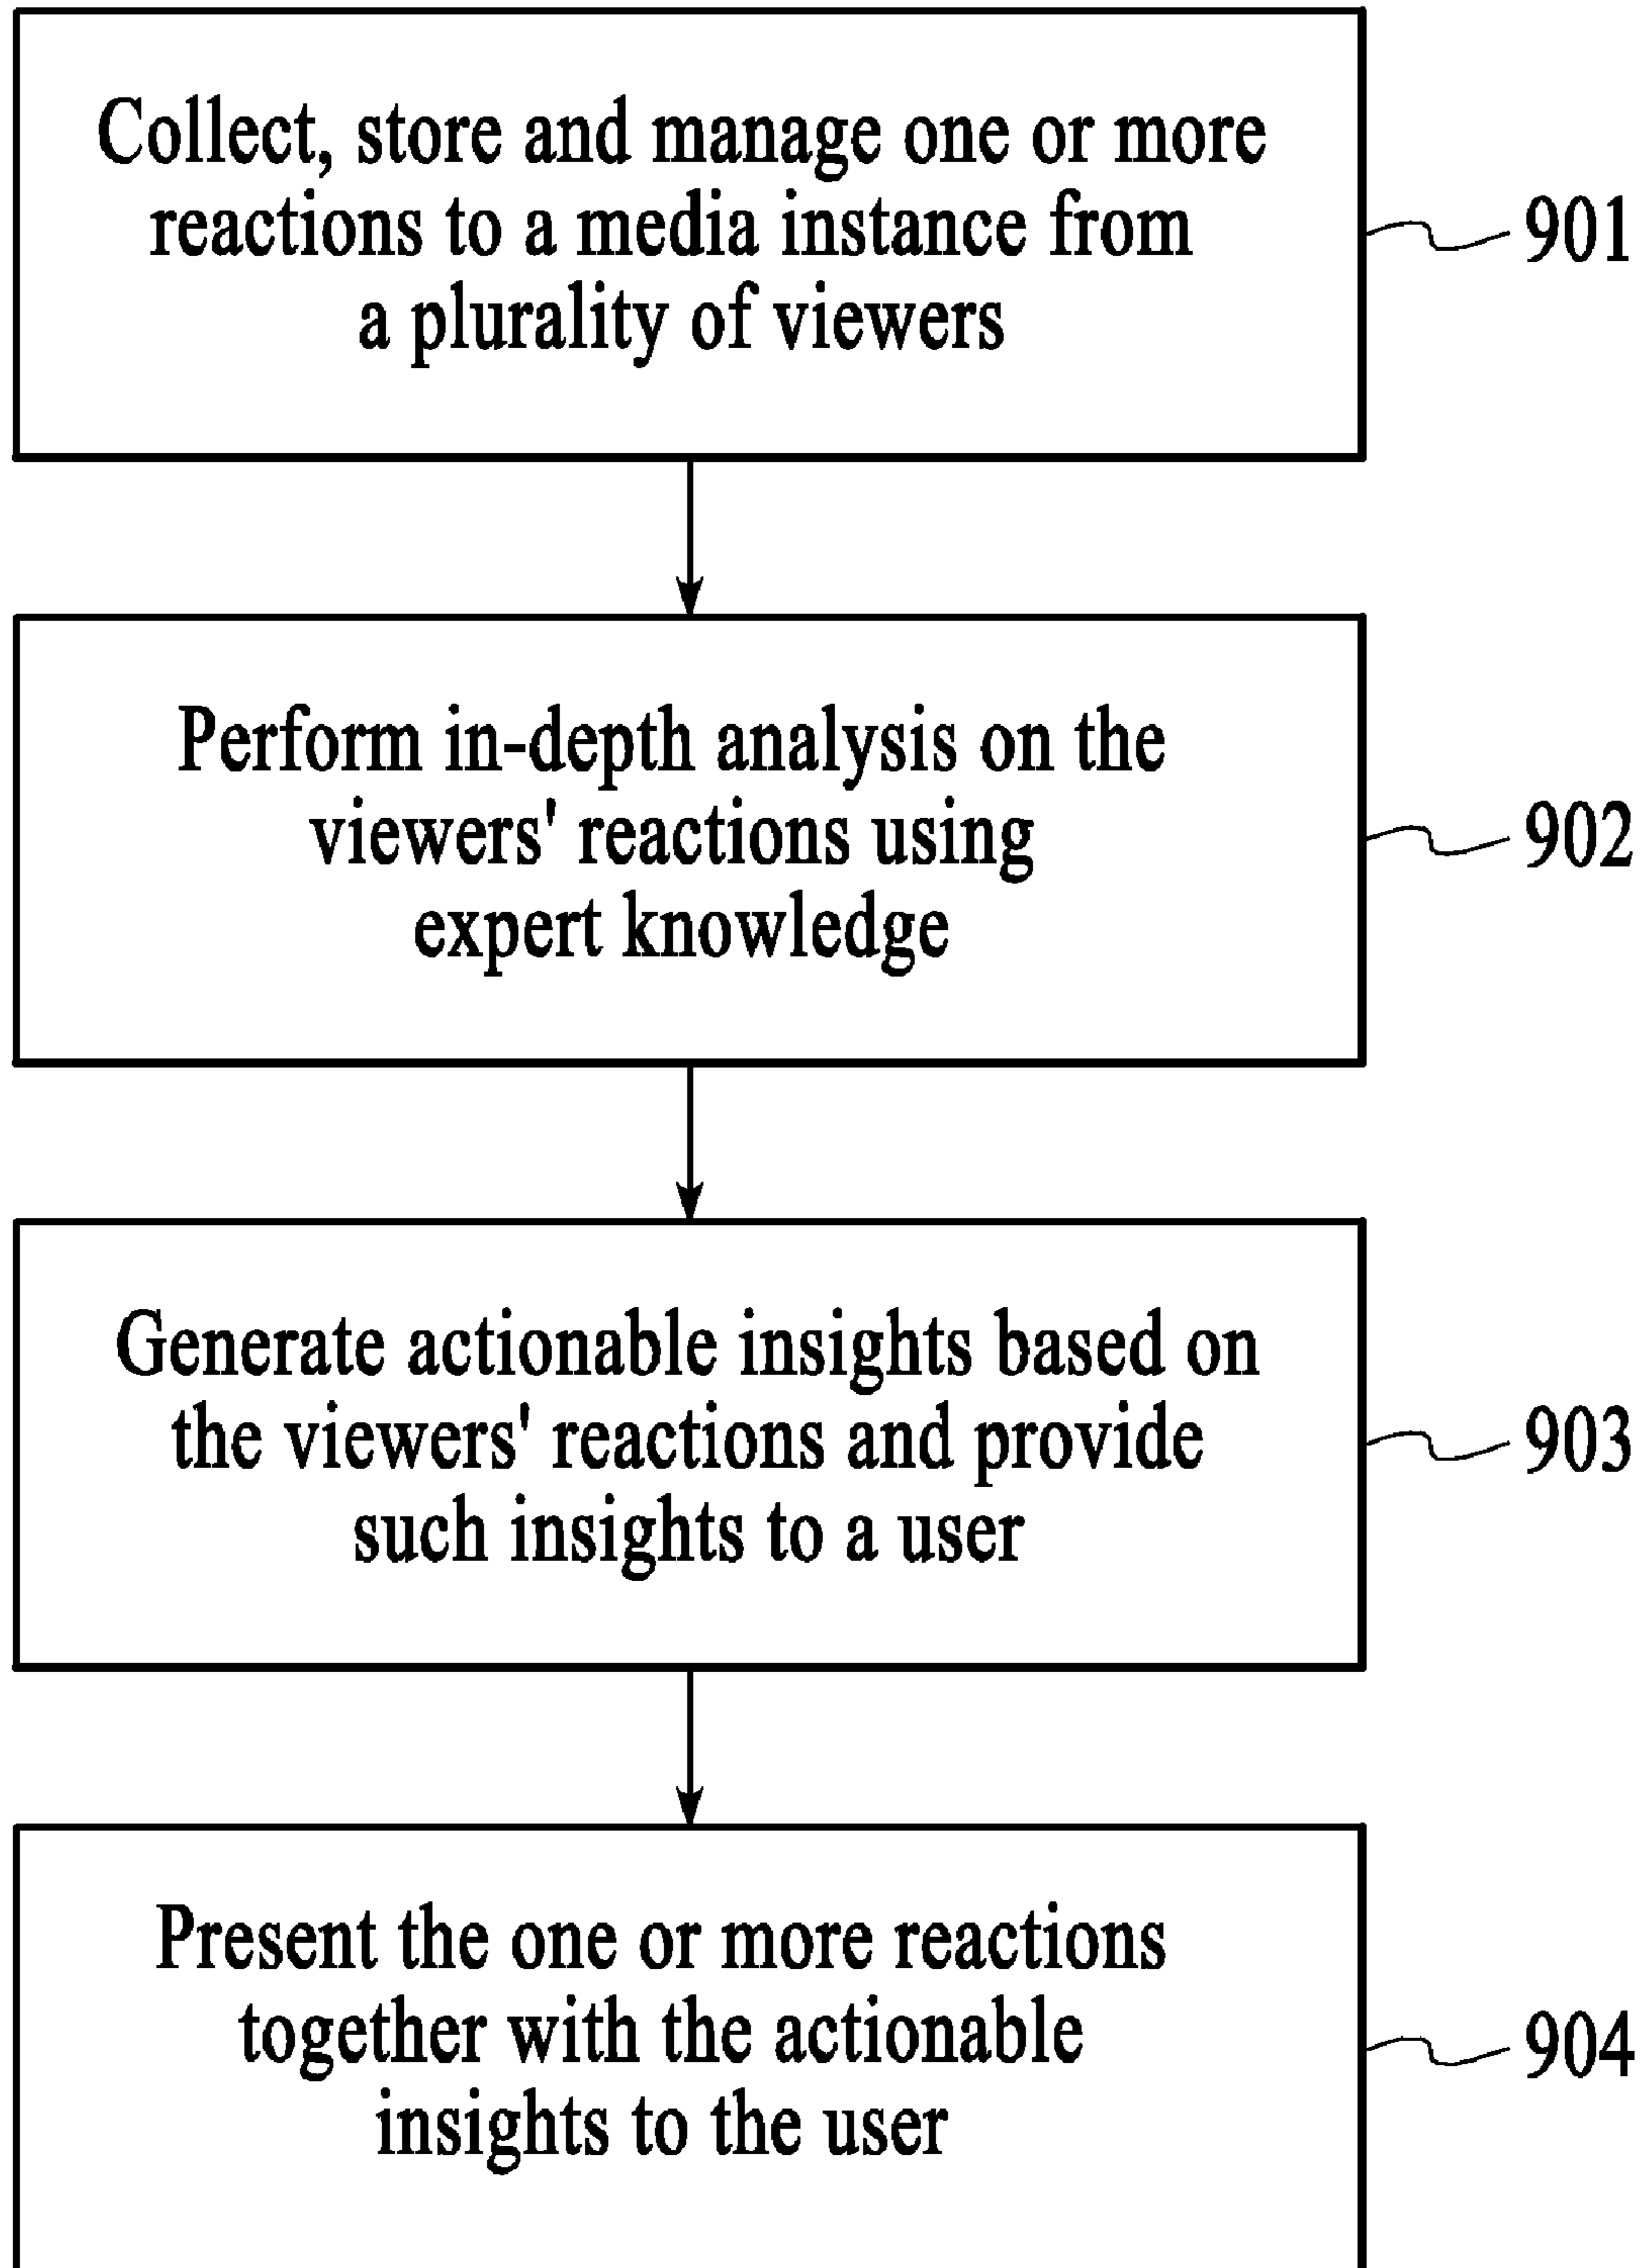 Collect, store and manage one or more
reactions to a media instance from
a plurality of viewers
901
Perform in-depth analysis on the
viewers' reactions using
expert knowledge
902
Generate actionable insights based on
the viewers' reactions and provide
such insights to a user
903
Present the one or more reactions
together with the actionable
insights to the user
904